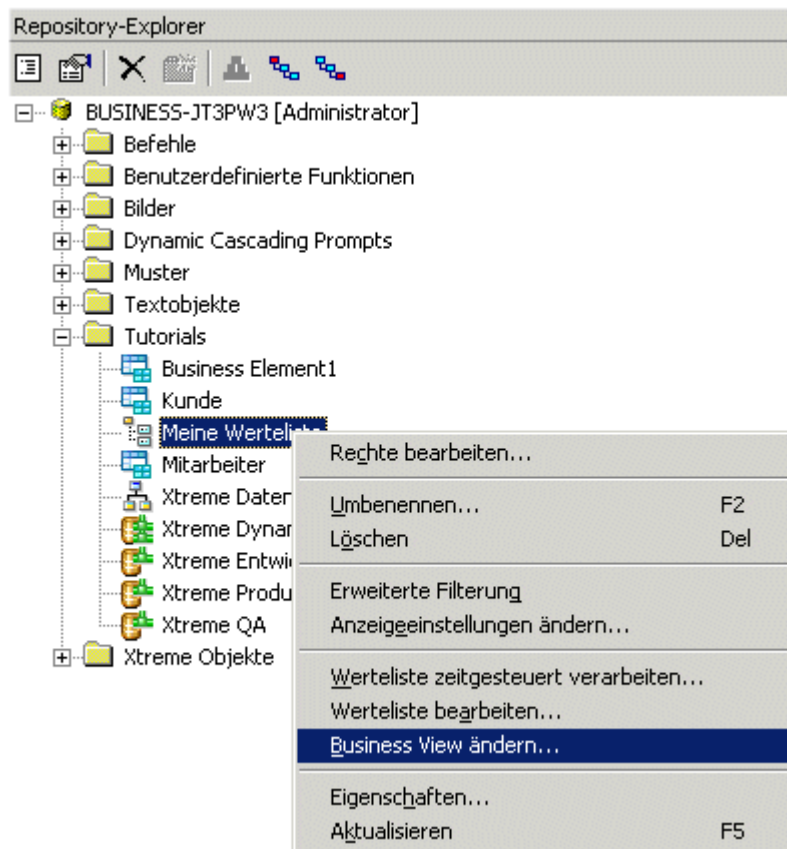 Repository-Explorer
BUSINESS-JT3PW3 [Administrator]
Befehle
Benutzerdefinierte Funktionen
Bilder
Dynamic Cascading Prompts
Muster
Textobjekte
Tutorials
Business Element1
Kunde
Meine Werteliste
Mitarbeiter
Xtreme Daten
Xtreme Dynam
Xtreme Entwi
Xtreme Produ
Xtreme QA
Xtreme Objekte
Rechte bearbeiten...
Umbenennen... F2
Löschen Del
Erweiterte Filterung
Anzeigeeinstellungen ändern...
Werteliste zeitgesteuert verarbeiten...
Werteliste bearbeiten...
Business View ändern...
Eigenschaften...
Aktualisieren F5